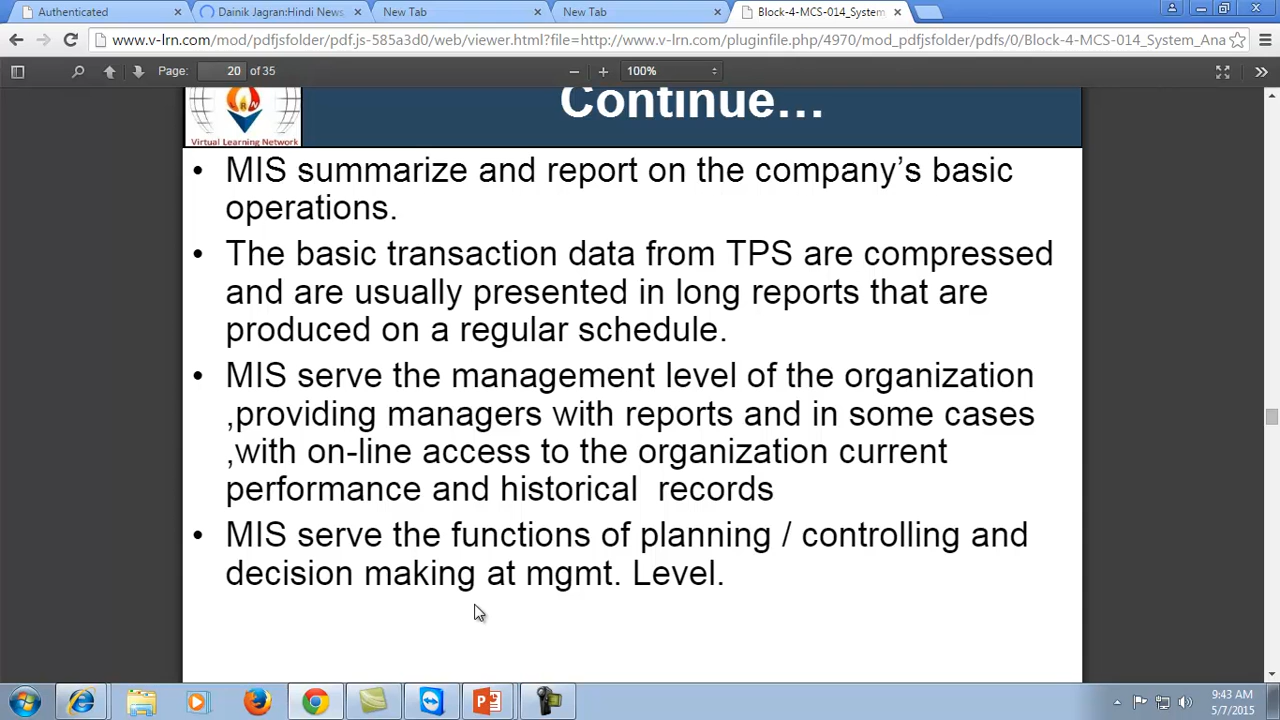 Authenticated
Dainik Jagran:Hindi News,
New Tab
New Tab
Block-4-MCS-014_System_
www.v-lrn.com/mod/pdfjsfolder/pdf.js-585a3d0/web/viewer.html?file=http://www.v-lrn.com/pluginfile.php/4970/mod_pdfjsfolder/pdfs/0/Block-4-MCS-014_System_Ana
Page: 20 of 35
100%
Continue...
Virtual Learning Network
• MIS summarize and report on the company's basic
operations.
• The basic transaction data from TPS are compressed
and are usually presented in long reports that are
produced on a regular schedule.
• MIS serve the management level of the organization
,providing managers with reports and in some cases
,with on-line access to the organization current
performance and historical records
• MIS serve the functions of planning / controlling and
decision making at mgmt. Level.
9:43 AM
5/7/2015